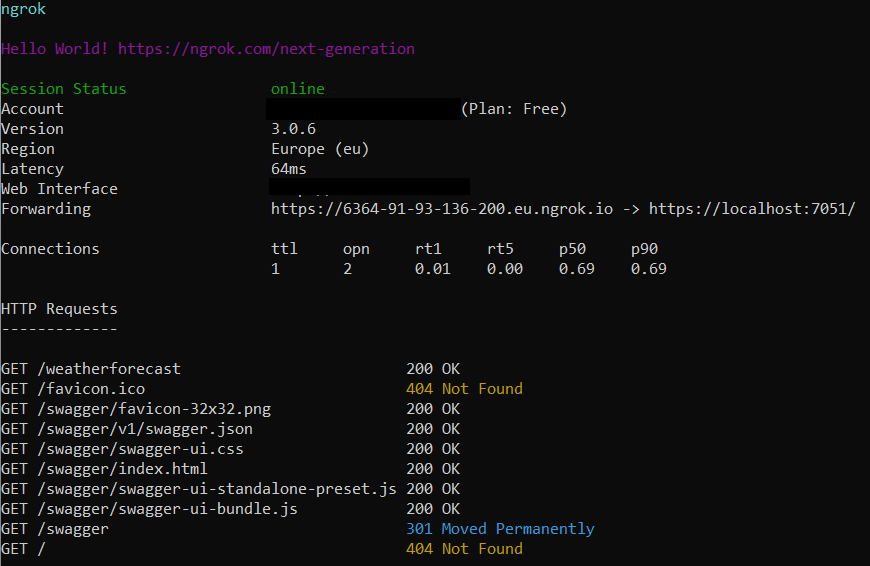 ngrok
Hello World! https://ngrok.com/next-generation
Session Status online
Account (Plan: Free)
Version 3.0.6
Region Europe (eu)
Latency 64ms
Web Interface
Forwarding https://6364-91-93-136-200.eu.ngrok.io -> https://localhost:7051/
Connections ttl opn rt1 rt5 p50 p90
1 2 0.01 0.00 0.69 0.69
HTTP Requests
-------------
GET /weatherforecast 200 OK
GET /favicon.ico 404 Not Found
GET /swagger/favicon-32x32.png 200 OK
GET /swagger/v1/swagger.json 200 OK
GET /swagger/swagger-ui.css 200 OK
GET /swagger/index.html 200 OK
GET /swagger/swagger-ui-standalone-preset.js 200 OK
GET /swagger/swagger-ui-bundle.js 200 OK
GET /swagger 301 Moved Permanently
GET / 404 Not Found